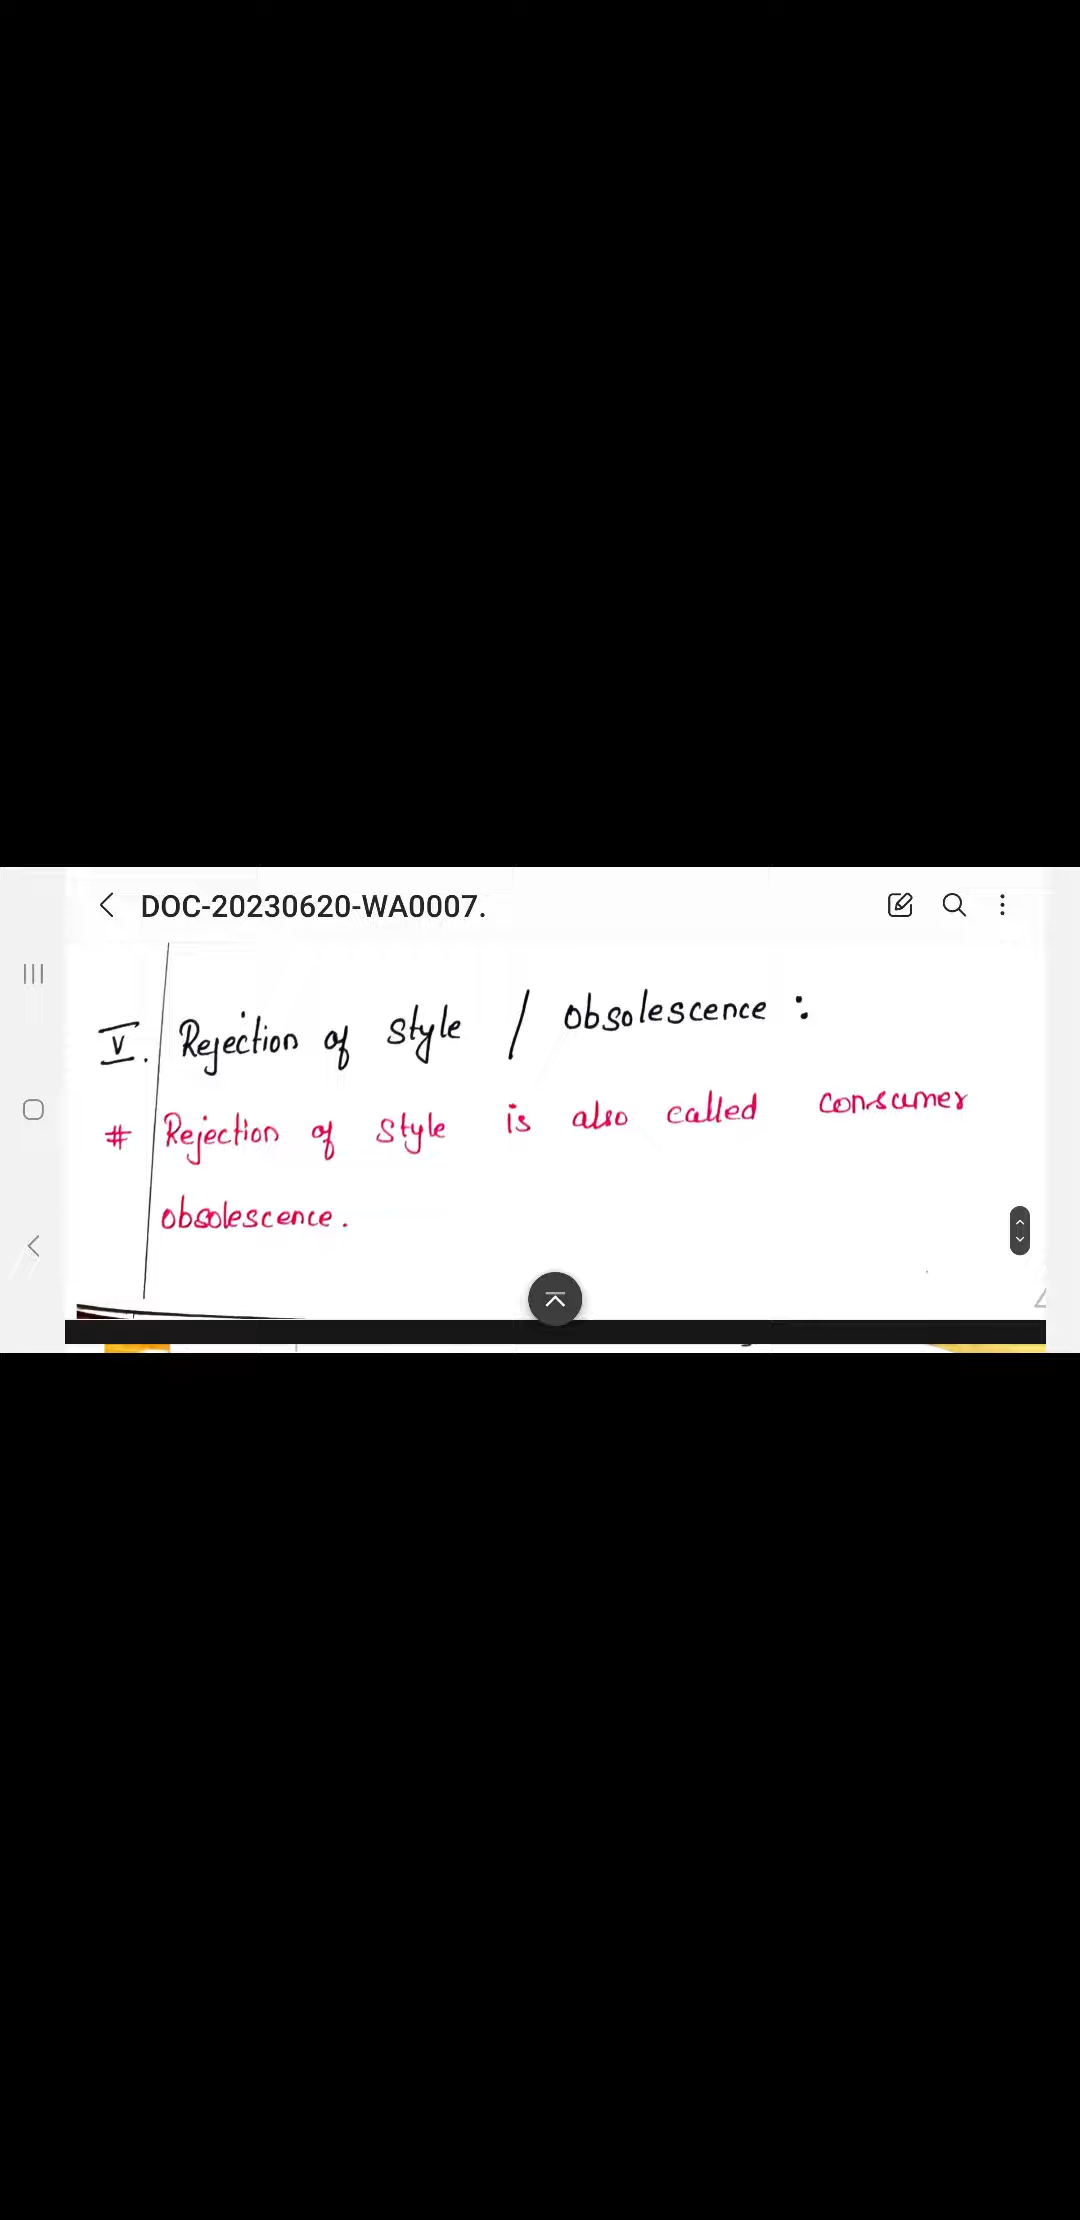 DOC-20230620-WA0007.
V. Rejection of style / obsolescence :
# Rejection of style is also called consumer
obsolescence.